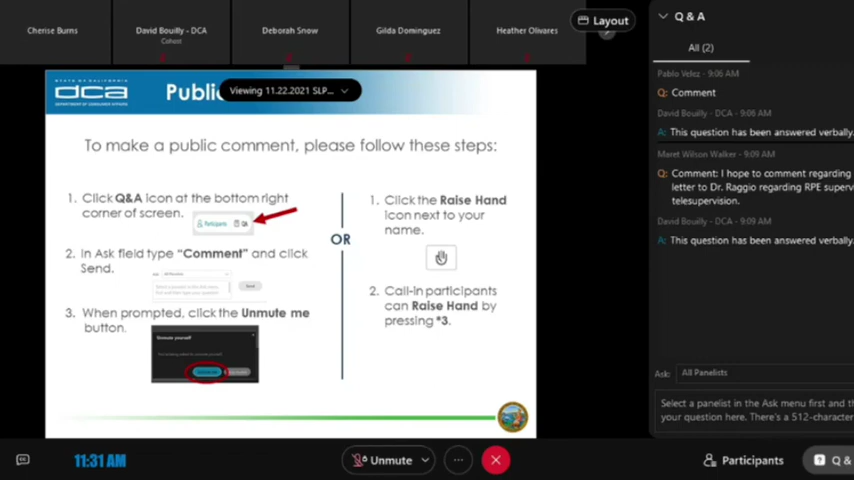 Cherise Burns
David Bouilly - DCA
Cohost
Deborah Snow
Gilda Dominguez
Heather Olivares
Layout
Q & A
All (2)
STATE OF CALIFORNIA
dca
DEPARTMENT OF CONSUMER AFFAIRS
Public
Viewing 11.22.2021 SLP...
To make a public comment, please follow these steps:
1. Click Q&A icon at the bottom right
corner of screen.
Participants
QA
2. In Ask field type "Comment" and click
Send.
Send
3. When prompted, click the Unmute me
button.
Unmute yourself
OR
1. Click the Raise Hand
icon next to your
name.
2. Call-in participants
can Raise Hand by
pressing *3.
Pablo Velez 9:06 AM
Q: Comment
David Bouilly - DCA 9:06 AM
A: This question has been answered verbally.
Maret Wilson Walker - 9:09 AM
Q: Comment: I hope to comment regarding
letter to Dr. Raggio regarding RPE superv
telesupervision.
David Bouilly - DCA 9:09 AM
A: This question has been answered verbally.
Ask: All Panelists
Select a panelist in the Ask menu first and th
your question here. There's a 512-character
11:31 AM
Unmute
Participants
Q &